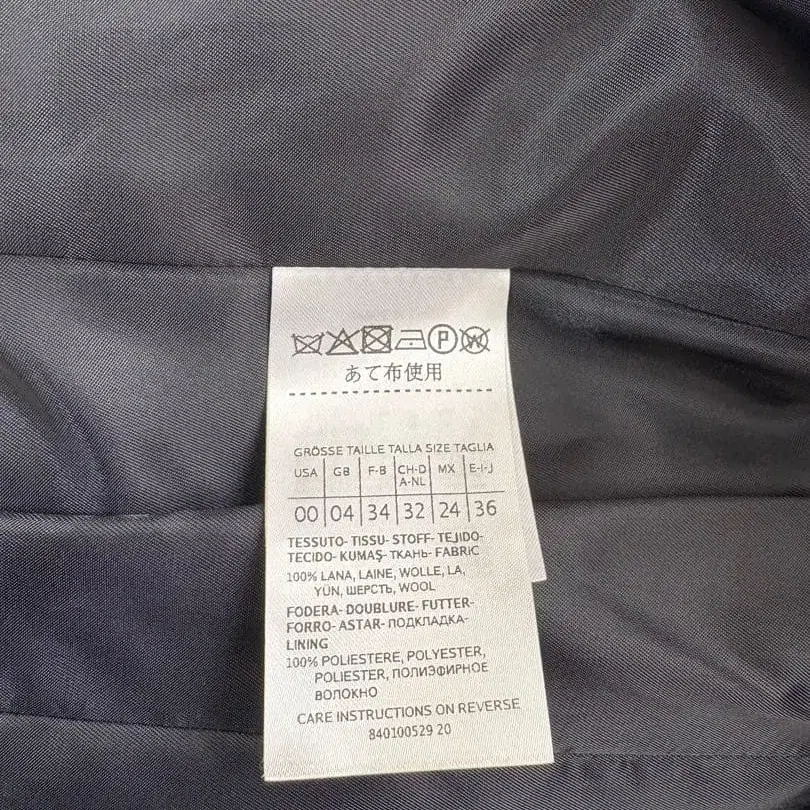 P W
あて布使用
GRÖSSE TAILLE TALLA SIZE TAGLIA
USA GB F-B CH-D A-NL MX E-I-J
00 04 34 32 24 36
TESSUTO- TISSU- STOFF- TEJIDO-
TECIDO- KUMAŞ- ТКАНЬ- FABRIC
100% LANA, LAINE, WOLLE, LA,
YÜN, ШЕРСТЬ, WOOL
FODERA- DOUBLURE- FUTTER-
FORRO- ASTAR- ПОДКЛАДКА-
LINING
100% POLIESTERE, POLYESTER,
POLIESTER, ПОЛИЭФИРНОЕ
ВОЛОКНО
CARE INSTRUCTIONS ON REVERSE
840100529 20